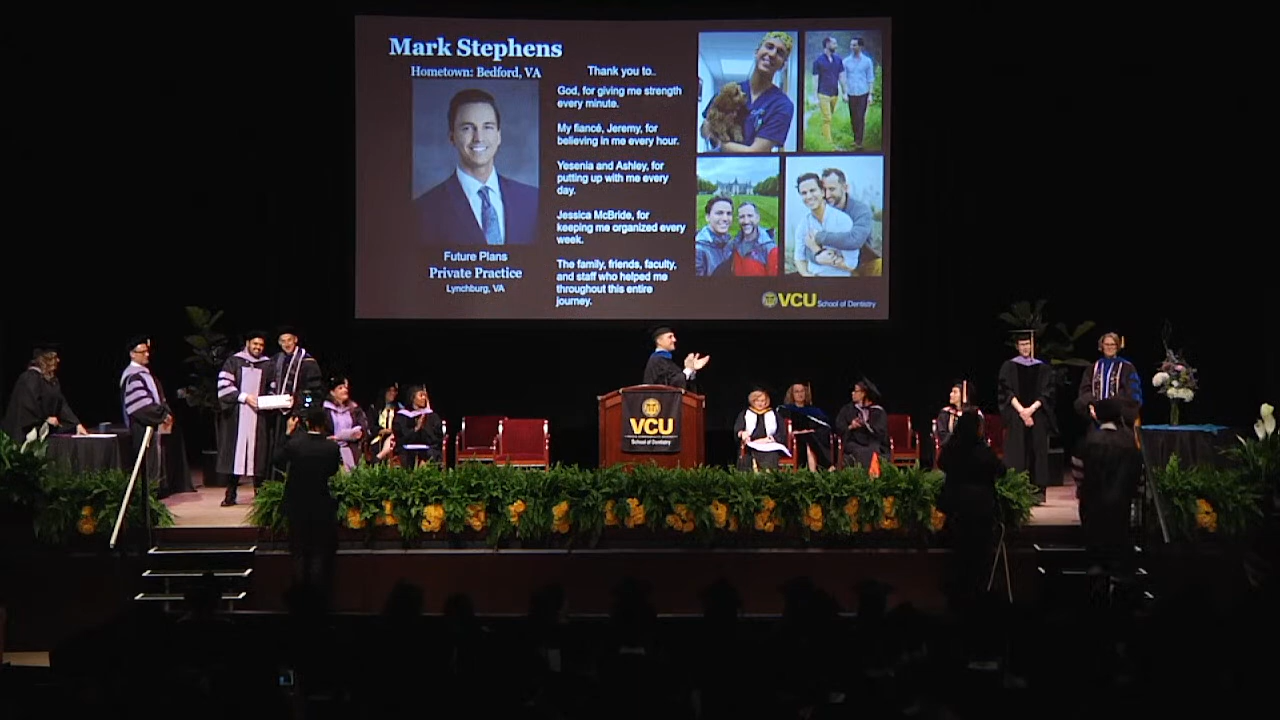 Mark Stephens
Hometown: Bedford, VA
Future Plans
Private Practice
Lynchburg, VA
Thank you to..
God, for giving me strength
every minute.
My fiancé, Jeremy, for
believing in me every hour.
Yesenia and Ashley, for
putting up with me every
day.
Jessica McBride, for
keeping me organized every
week.
The family, friends, faculty,
and staff who helped me
throughout this entire
journey.
VCU School of Dentistry
VCU
School of Dentistry